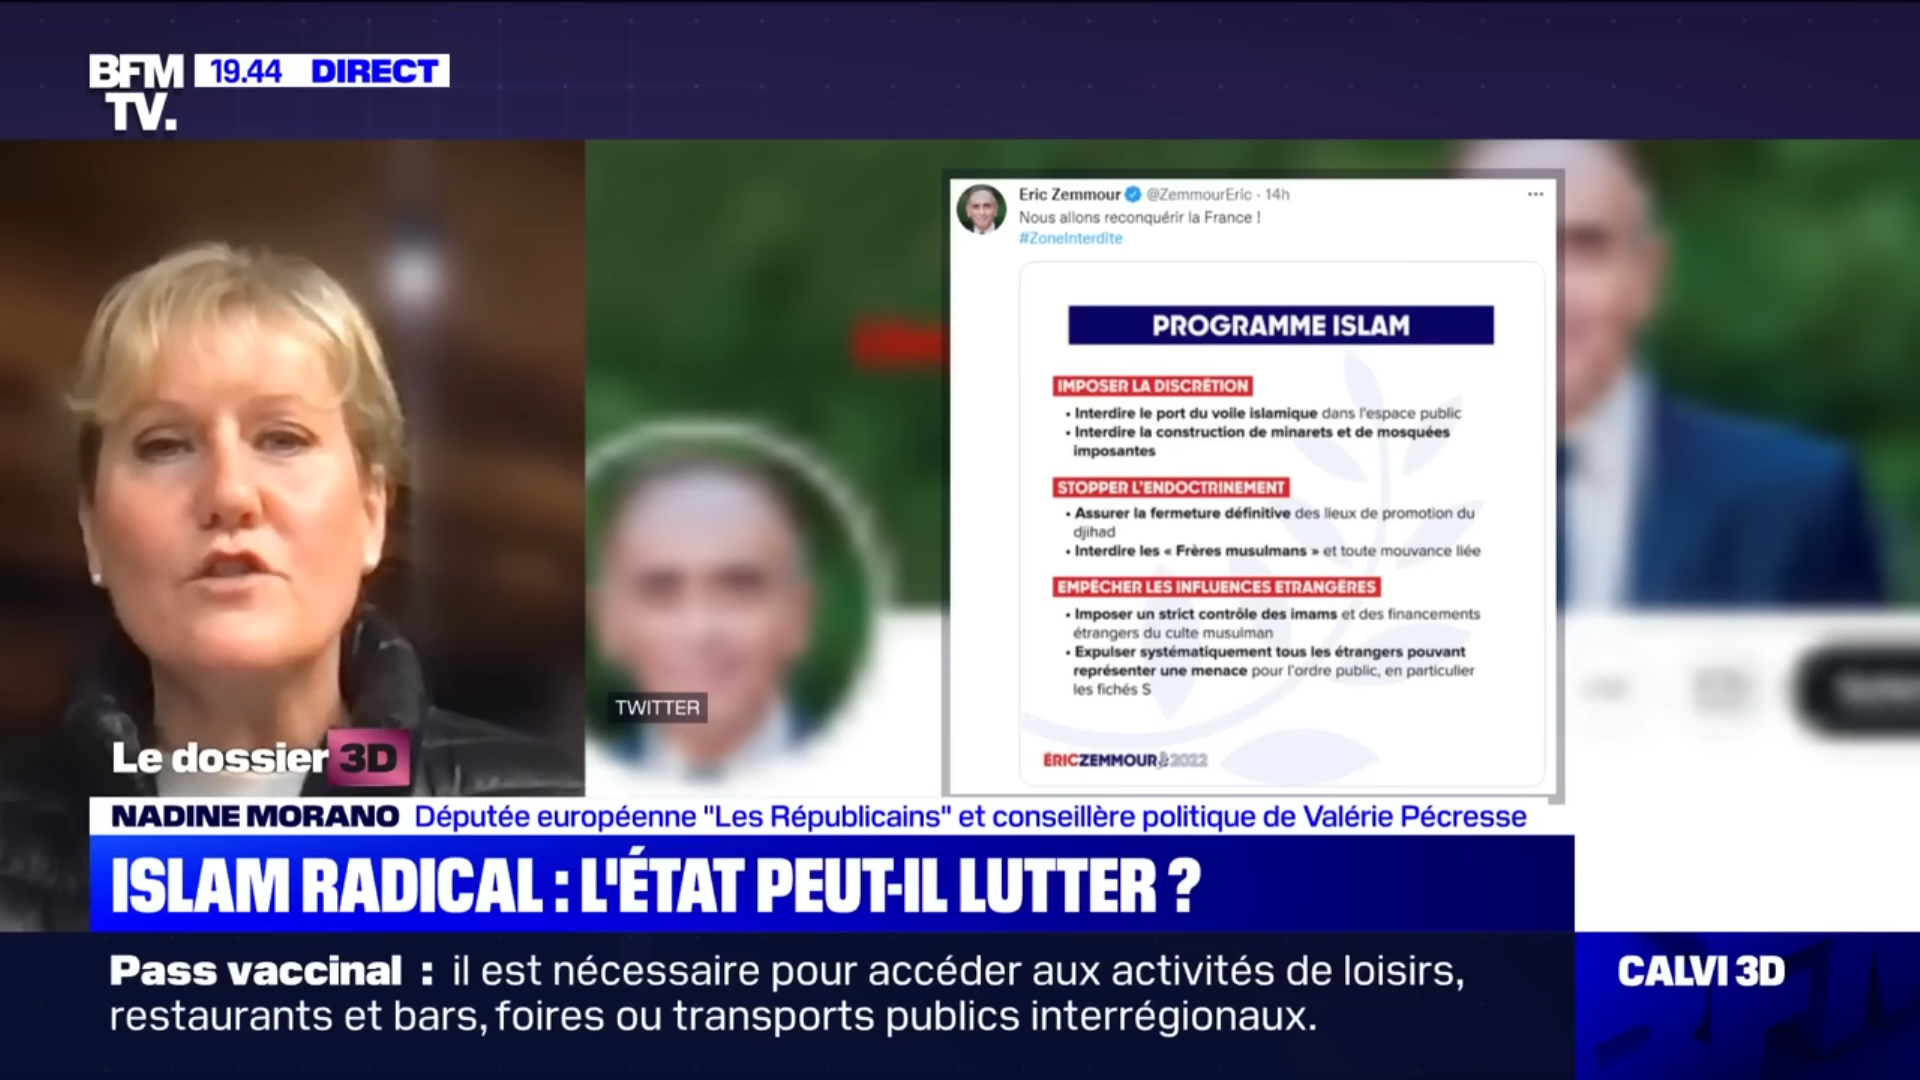 BFM
TV.
19.44 DIRECT
Eric Zemmour @ZemmourEric · 14h
Nous allons reconquérir la France !
#ZoneInterdite
PROGRAMME ISLAM
IMPOSER LA DISCRÉTION
• Interdire le port du voile islamique dans l'espace public
• Interdire la construction de minarets et de mosquées
imposantes
STOPPER L'ENDOCTRINEMENT
• Assurer la fermeture définitive des lieux de promotion du
djihad
• Interdire les « Frères musulmans » et toute mouvance liée
EMPÊCHER LES INFLUENCES ETRANGÈRES
• Imposer un strict contrôle des imams et des financements
étrangers du culte musulman
• Expulser systématiquement tous les étrangers pouvant
représenter une menace pour l'ordre public, en particulier
les fichés S
ÉRICZEMMOUR 2022
TWITTER
Le dossier 3D
NADINE MORANO Députée européenne "Les Républicains" et conseillère politique de Valérie Pécresse
ISLAM RADICAL : L'ÉTAT PEUT-IL LUTTER ?
Pass vaccinal : il est nécessaire pour accéder aux activités de loisirs,
restaurants et bars, foires ou transports publics interrégionaux.
CALVI 3D